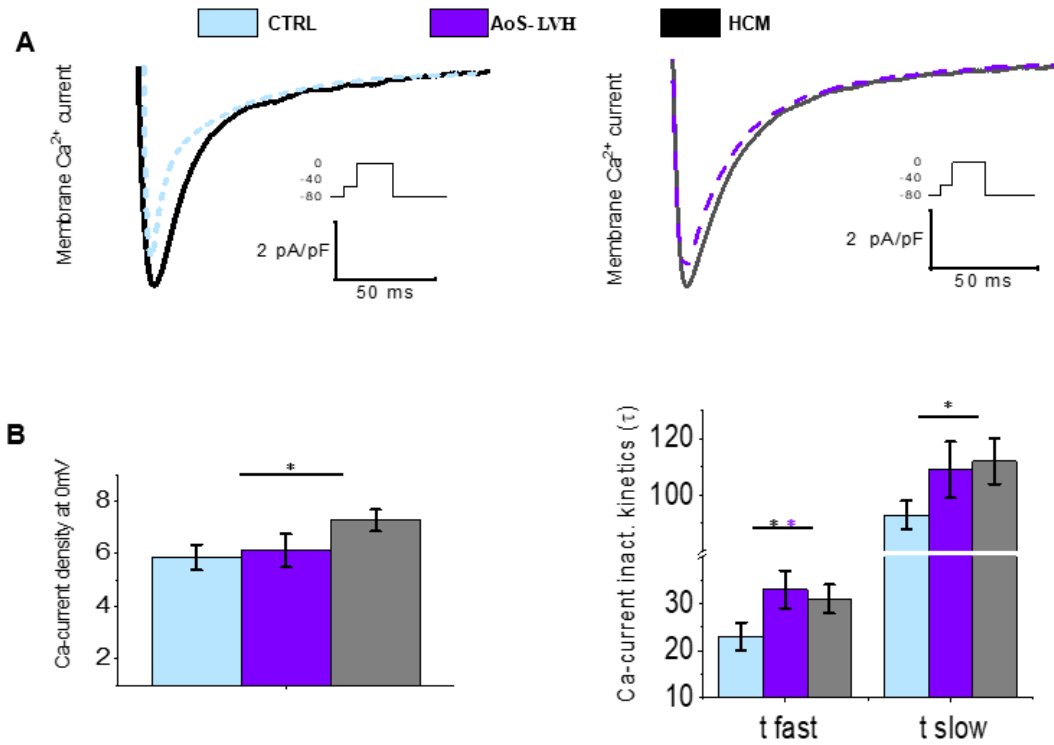 CTRL AoS-LVH HCM
A
Membrane Ca²⁺ current
0
-40
-80
2 pA/pF
50 ms
Membrane Ca²⁺ current
0
-40
-80
2 pA/pF
50 ms
B
Ca-current density at 0mV
8
6
4
2
*
Ca-current inact. kinetics (τ)
120
100
30
20
10
* *
*
t fast t slow